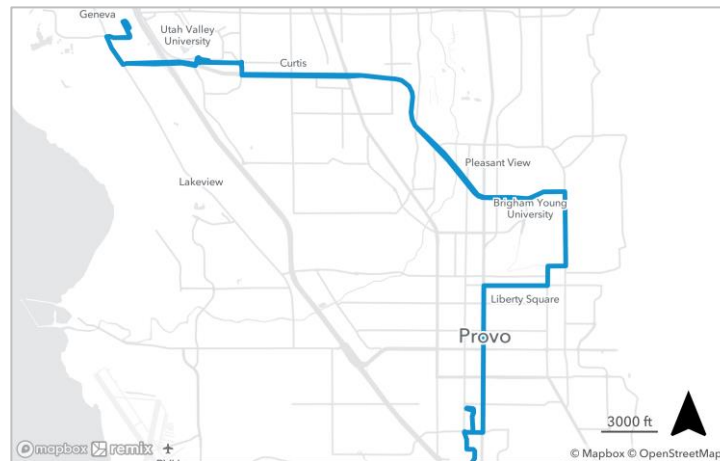 Geneva
Utah Valley
University
Curtis
Pleasant View
Lakeview
Brigham Young
University
Liberty Square
Provo
3000 ft
mapbox remix
© Mapbox © OpenStreetMap